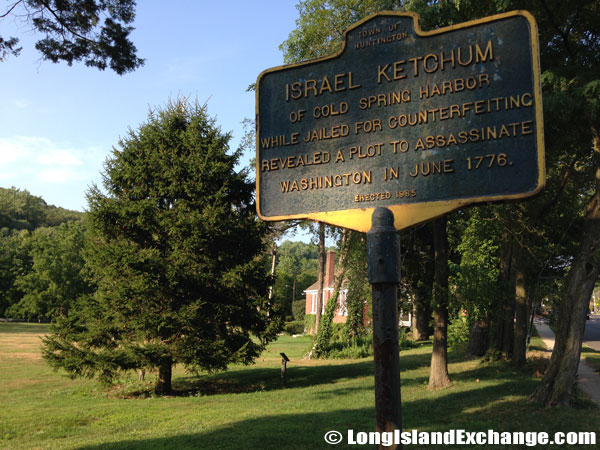 TOWN OF
HUNTINGTON
ISRAEL KETCHUM
OF COLD SPRING HARBOR
WHILE JAILED FOR COUNTERFEITING
REVEALED A PLOT TO ASSASSINATE
WASHINGTON IN JUNE 1776.
ERECTED 1985
© LongIslandExchange.com